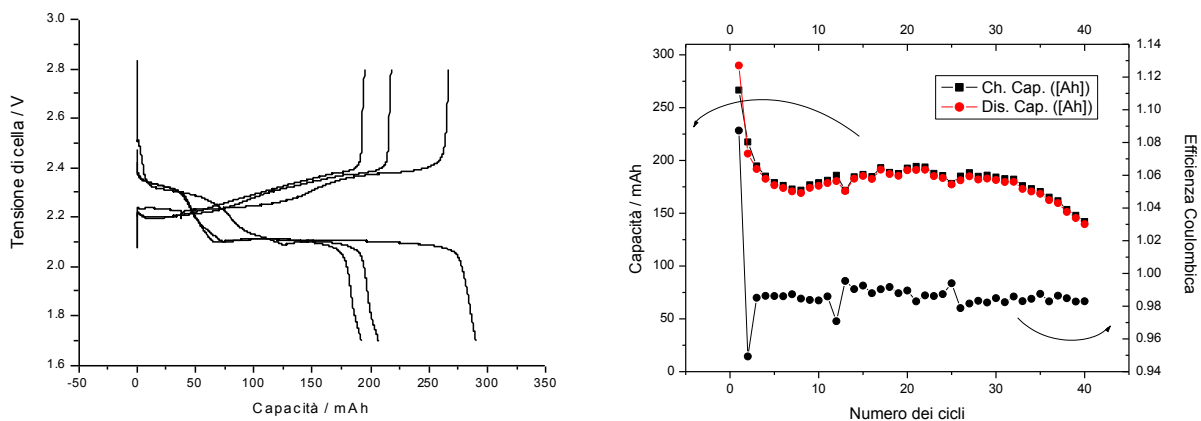 3.0
2.8
2.6
2.4
2.2
2.0
1.8
1.6
Tensione di cella / V
-50 0 50 100 150 200 250 300 350
Capacità / mAh
0 10 20 30 40
300
250
200
150
100
50
0
Capacità / mAh
Ch. Cap. ([Ah])
Dis. Cap. ([Ah])
1.14
1.12
1.10
1.08
1.06
1.04
1.02
1.00
0.98
0.96
0.94
Efficienza Coulombica
0 10 20 30 40
Numero dei cicli